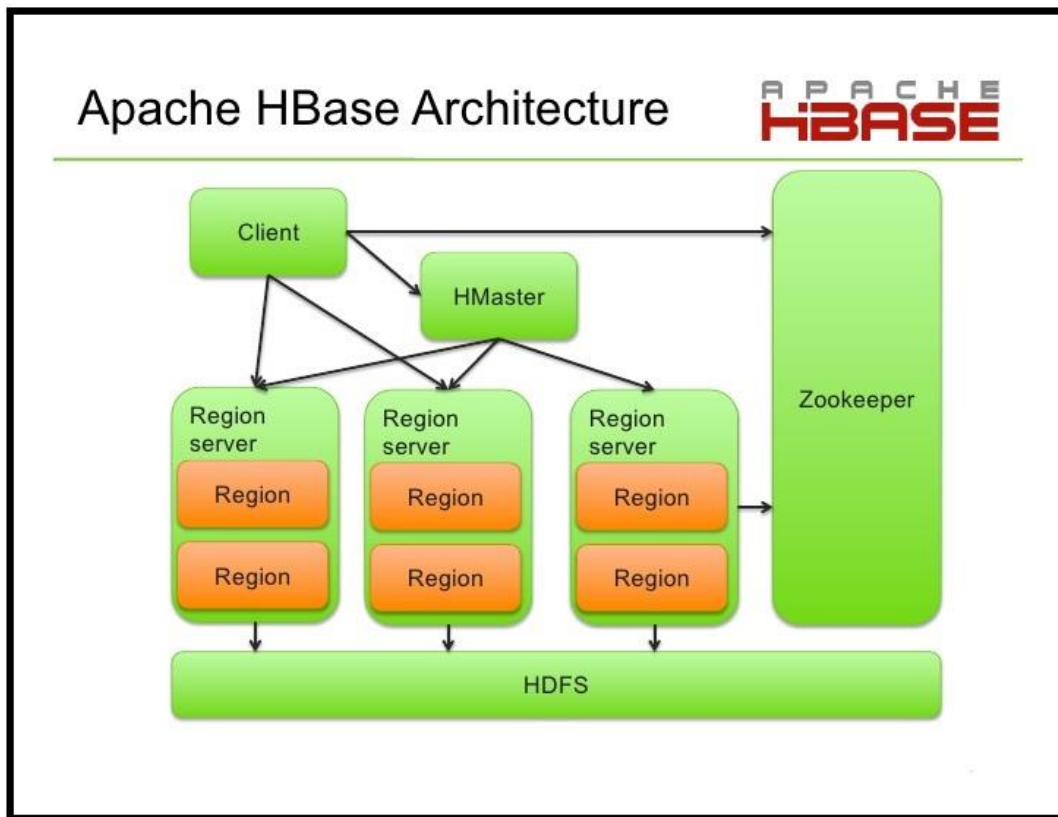 Apache HBase Architecture
APACHE
HBASE
Client
HMaster
Zookeeper
Region
server
Region
server
Region
server
Region
Region
Region
Region
Region
Region
HDFS